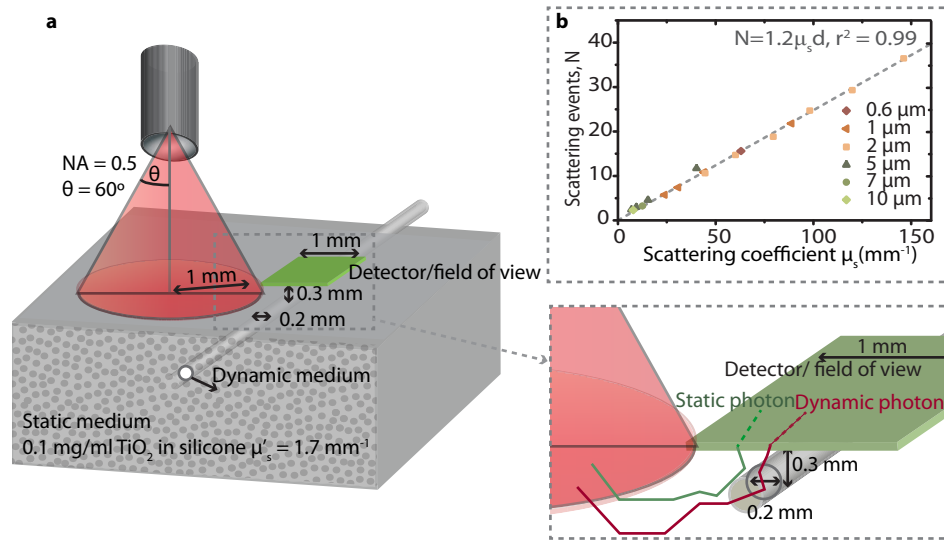 a
NA = 0.5
θ = 60º
θ
1 mm
1 mm
Detector/field of view
0.3 mm
0.2 mm
Dynamic medium
Static medium
0.1 mg/ml TiO2 in silicone μ's = 1.7 mm-1
b
N=1.2μsd, r2 = 0.99
Scattering events, N
40
30
20
10
0
0
50
100
150
Scattering coefficient μs(mm-1)
0.6 μm
1 μm
2 μm
5 μm
7 μm
10 μm
1 mm
Detector/ field of view
Static photon
Dynamic photon
0.3 mm
0.2 mm